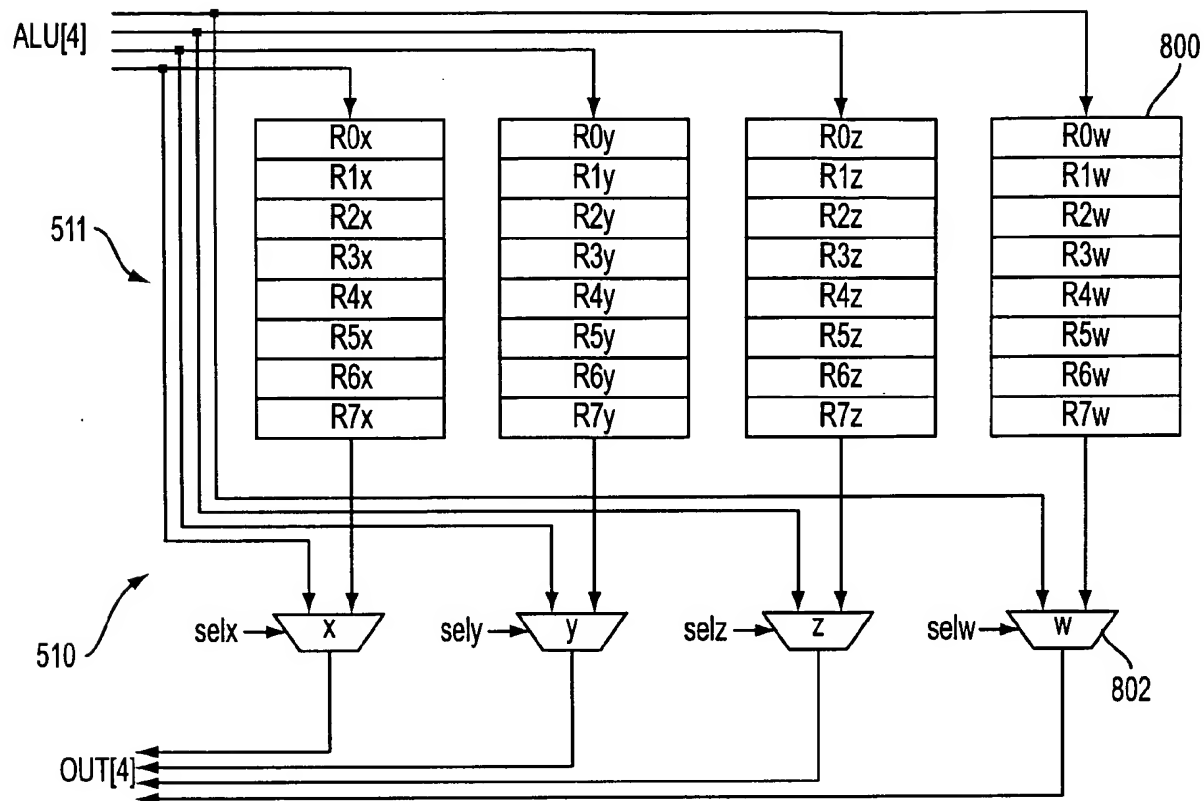 ALU[4]
800
R0x R0y R0z R0w
R1x R1y R1z R1w
R2x R2y R2z R2w
511
R3x R3y R3z R3w
R4x R4y R4z R4w
R5x R5y R5z R5w
R6x R6y R6z R6w
R7x R7y R7z R7w
selx x sely y selz z selw w
510
802
OUT[4]